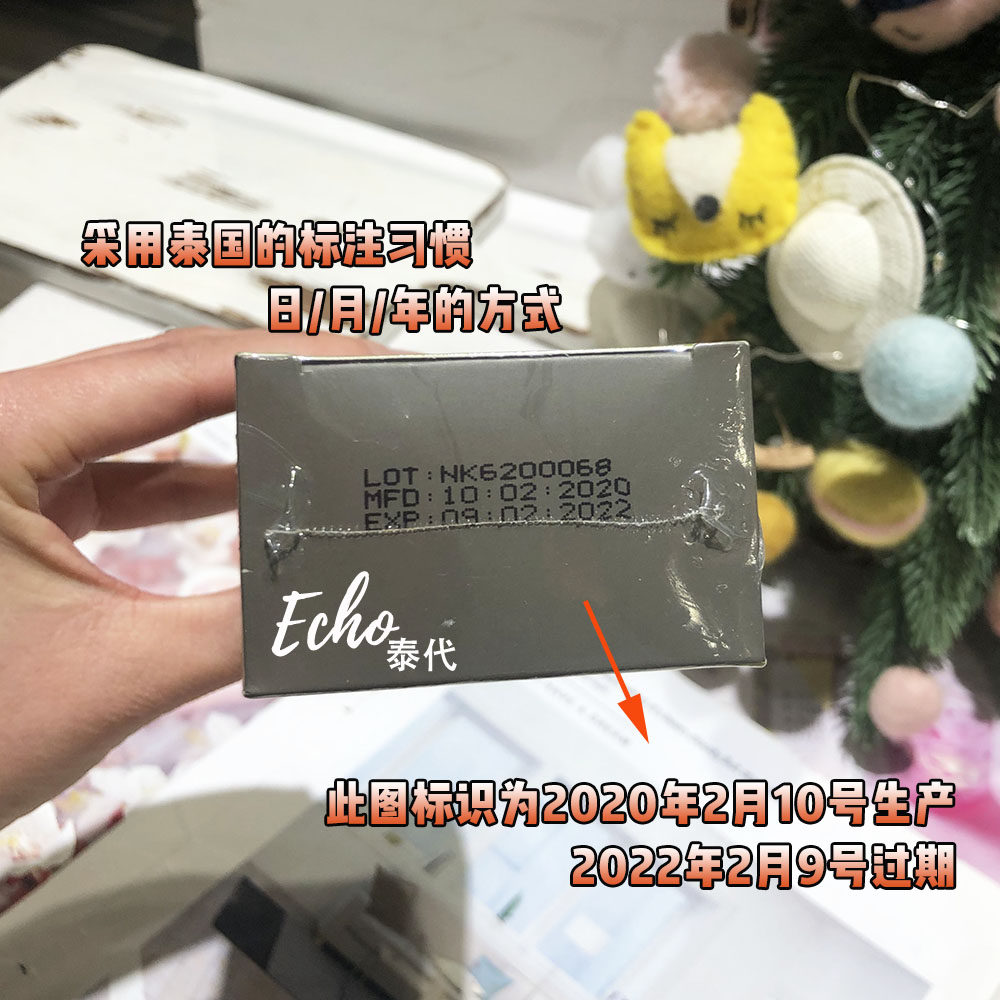 采用泰国的标注习惯
日/月/年的方式
LOT:NK6200068
MFD:10:02:2020
EXP:09:02:2022
Echo
泰代
此图标识为2020年2月10号生产
2022年2月9号过期